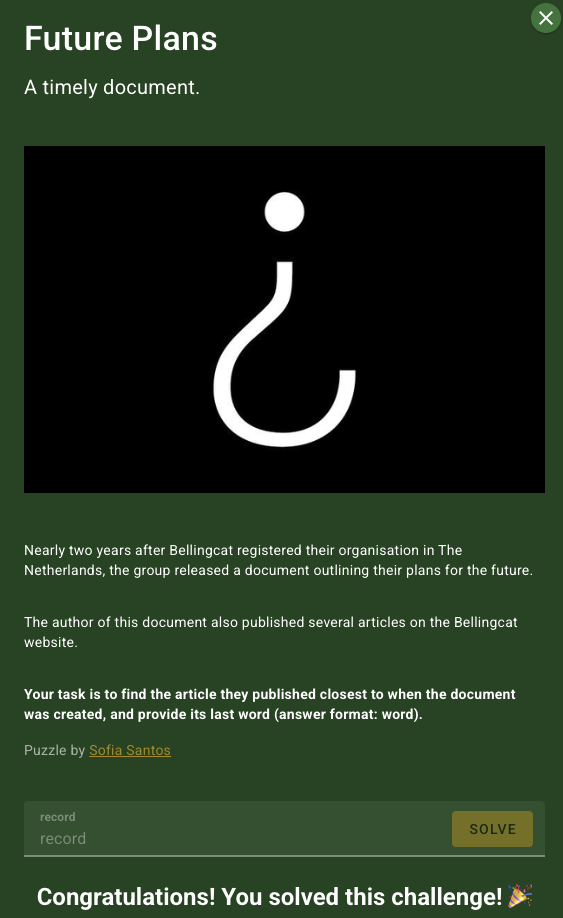 Future Plans
A timely document.
¿
Nearly two years after Bellingcat registered their organisation in The
Netherlands, the group released a document outlining their plans for the future.
The author of this document also published several articles on the Bellingcat
website.
Your task is to find the article they published closest to when the document
was created, and provide its last word (answer format: word).
Puzzle by Sofia Santos
record
record
SOLVE
Congratulations! You solved this challenge! 🎉